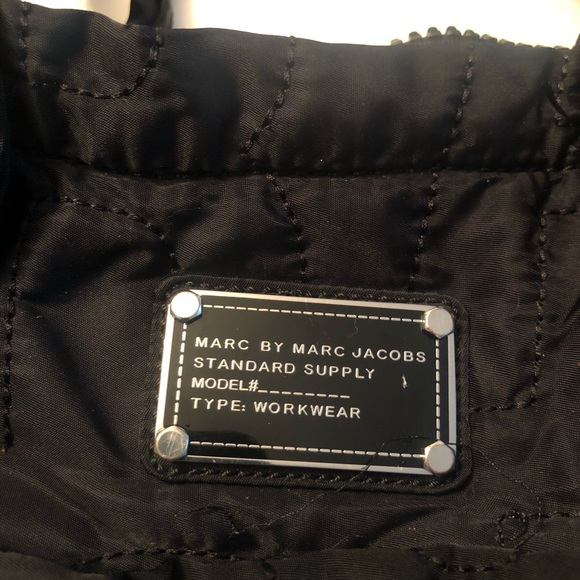 MARC BY MARC JACOBS
STANDARD SUPPLY
MODEL#_________
TYPE: WORKWEAR